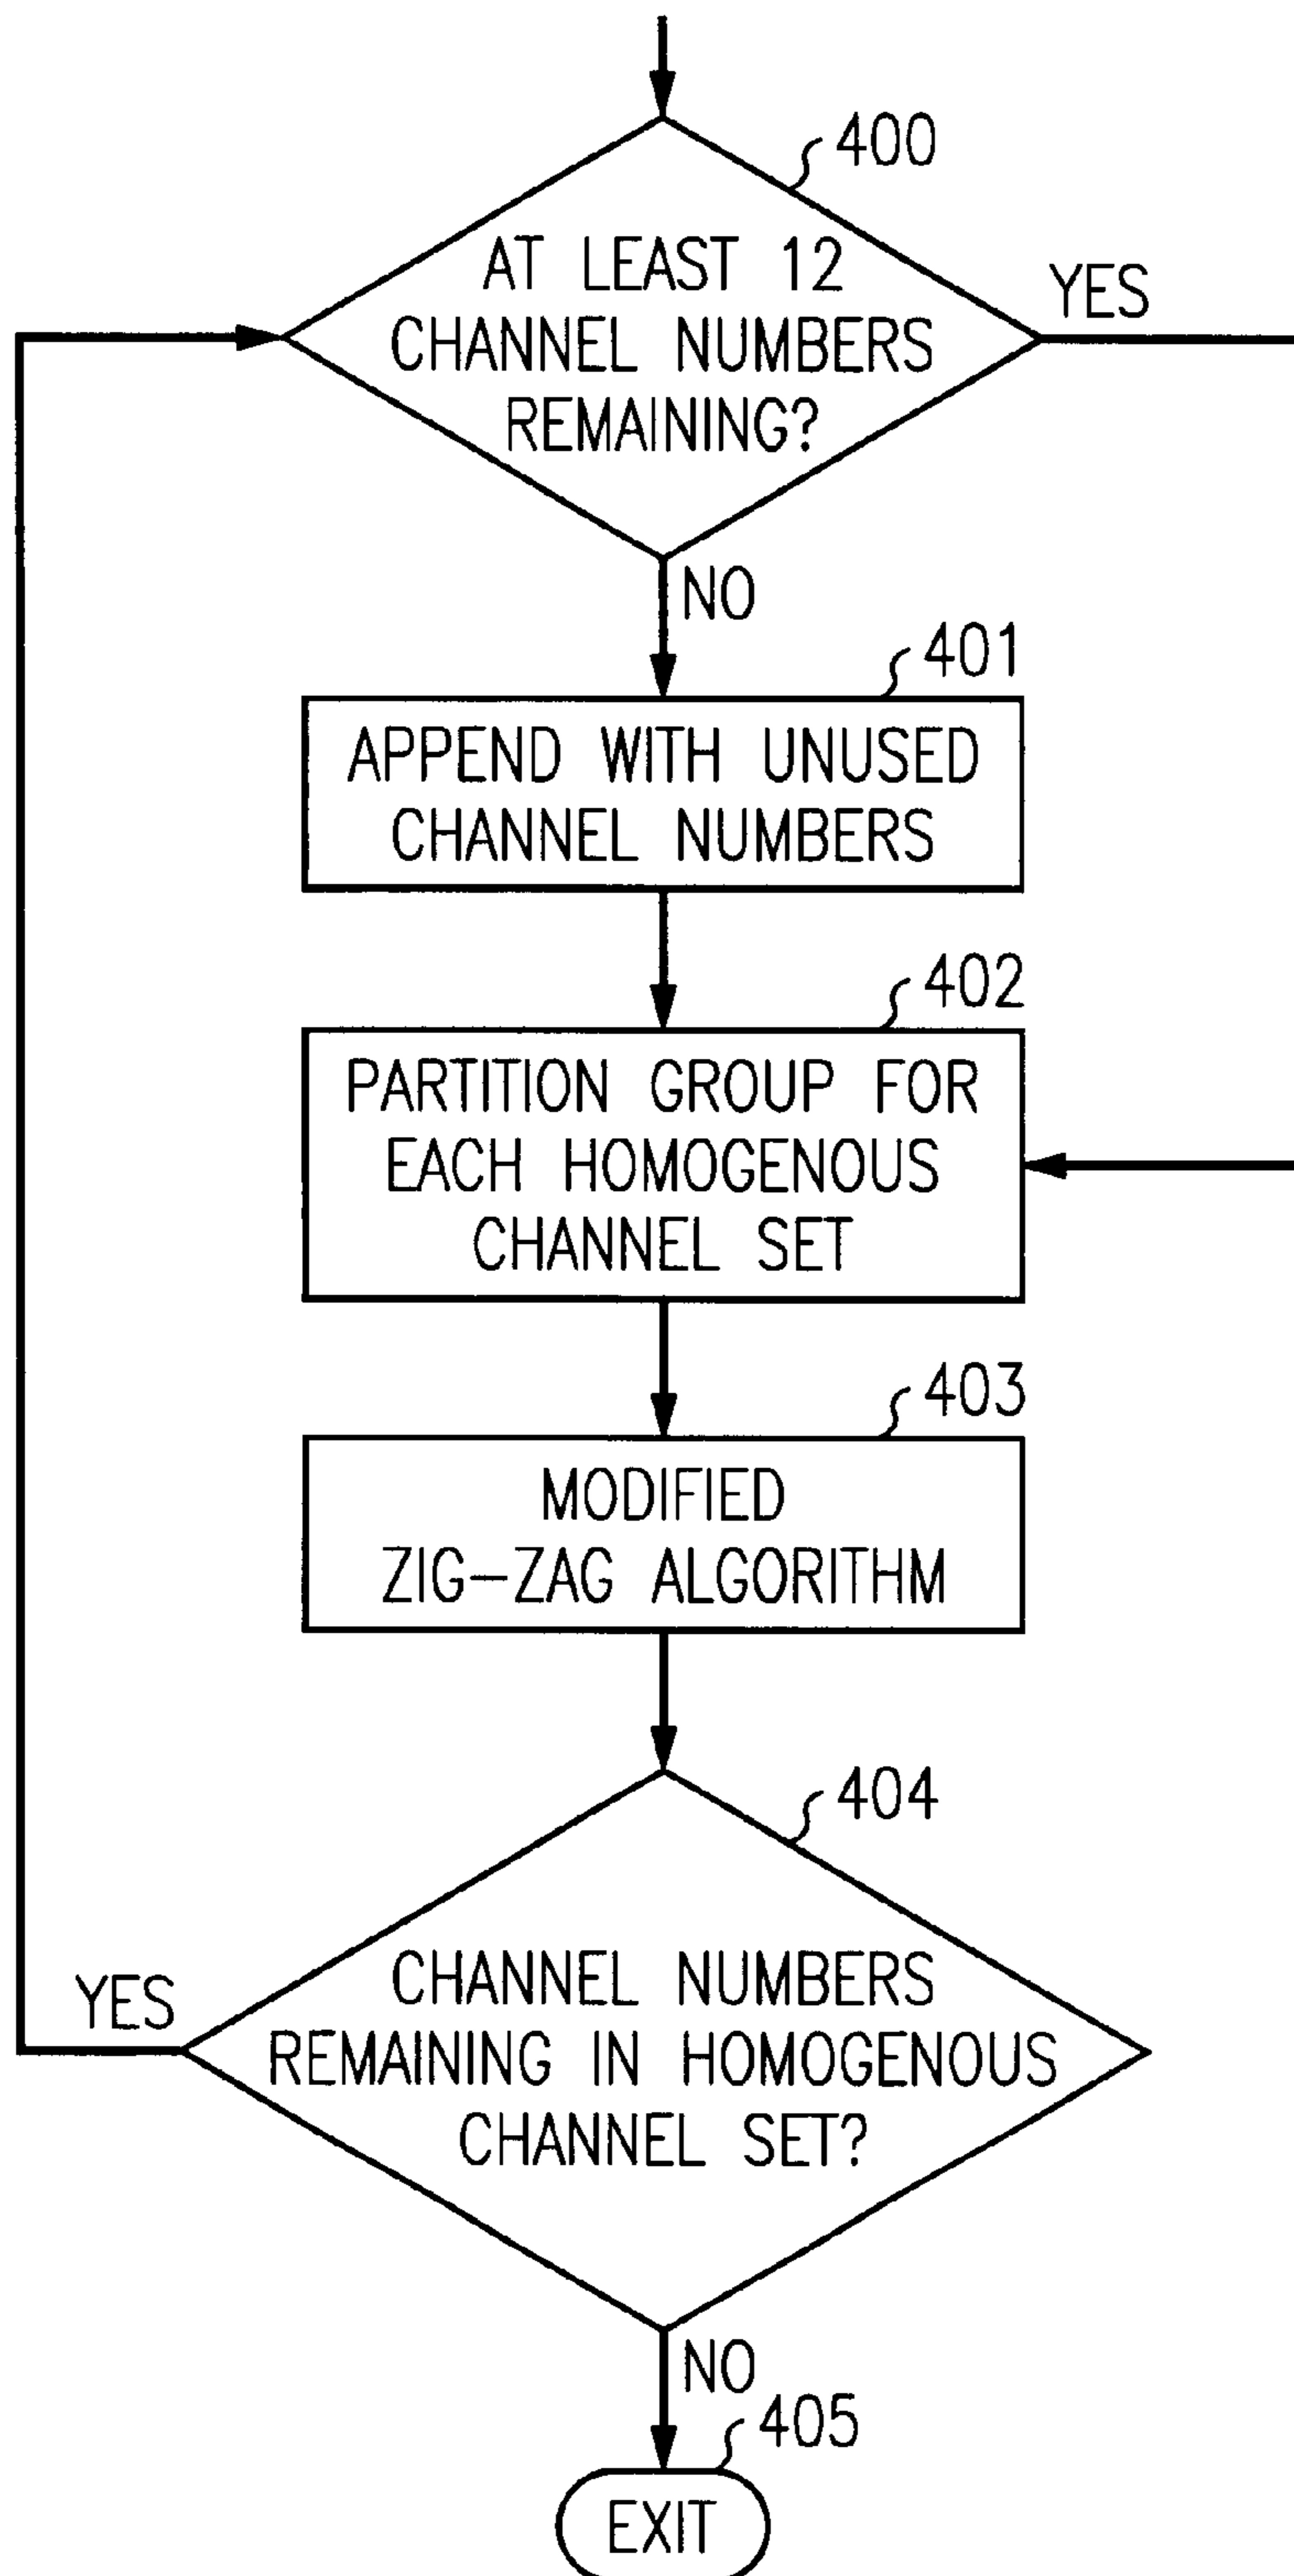 400
AT LEAST 12
CHANNEL NUMBERS
REMAINING?
YES
NO
401
APPEND WITH UNUSED
CHANNEL NUMBERS
402
PARTITION GROUP FOR
EACH HOMOGENOUS
CHANNEL SET
403
MODIFIED
ZIG-ZAG ALGORITHM
404
CHANNEL NUMBERS
REMAINING IN HOMOGENOUS
CHANNEL SET?
YES
NO
405
EXIT